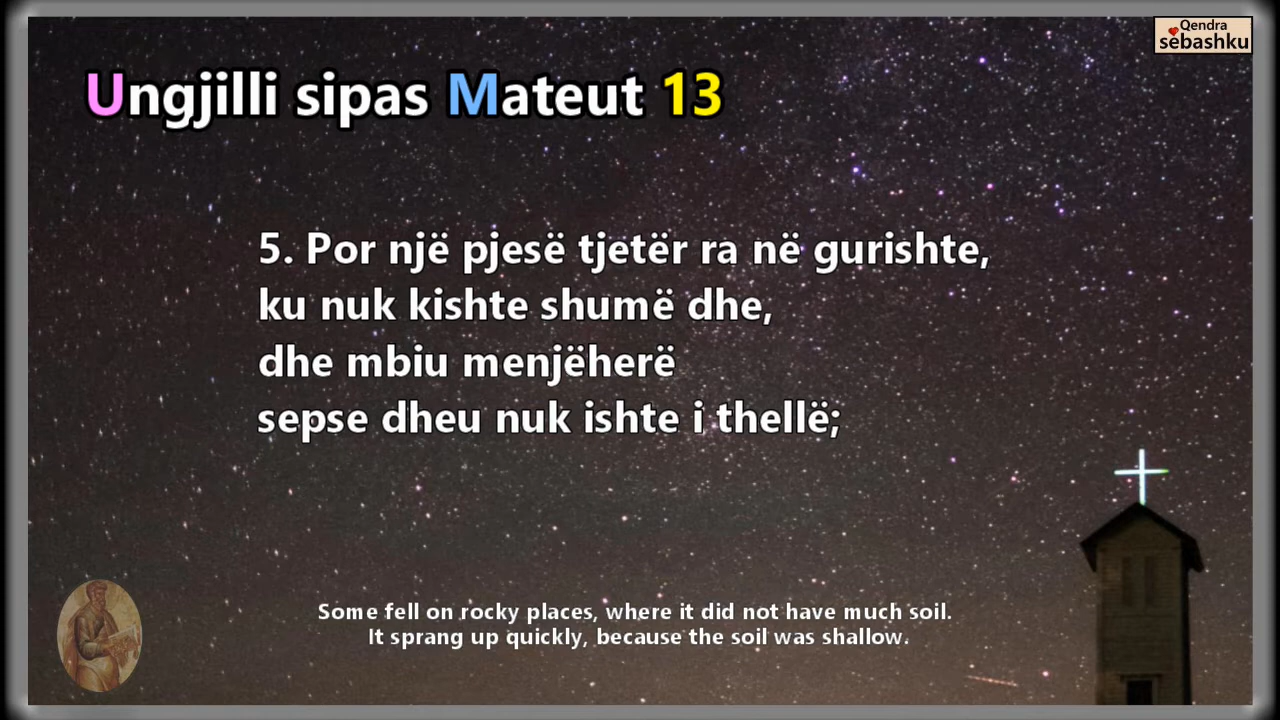 Qendra
sëbashku
Ungjilli sipas Mateut 13
5. Por një pjesë tjetër ra në gurishte,
ku nuk kishte shumë dhe,
dhe mbiu menjëherë
sepse dheu nuk ishte i thellë;
Some fell on rocky places, where it did not have much soil.
It sprang up quickly, because the soil was shallow.